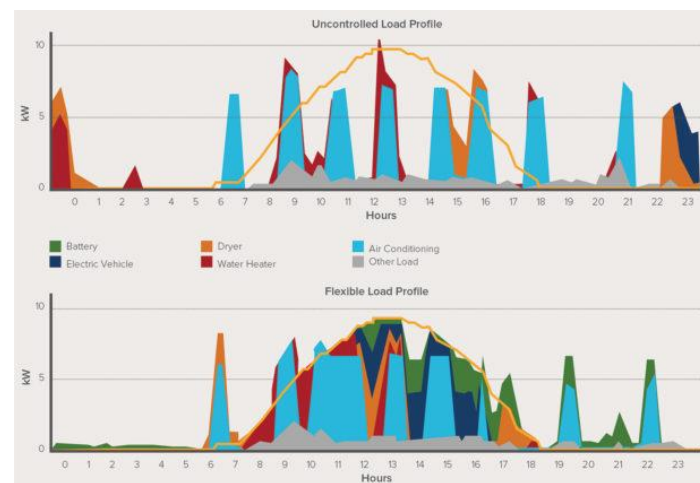 Uncontrolled Load Profile
10
5
0
kW
0 1 2 3 4 5 6 7 8 9 10 11 12 13 14 15 16 17 18 19 20 21 22 23
Hours
Battery Dryer Air Conditioning
Electric Vehicle Water Heater Other Load
Flexible Load Profile
10
5
0
kW
0 1 2 3 4 5 6 7 8 9 10 11 12 13 14 15 16 17 18 19 20 21 22 23
Hours